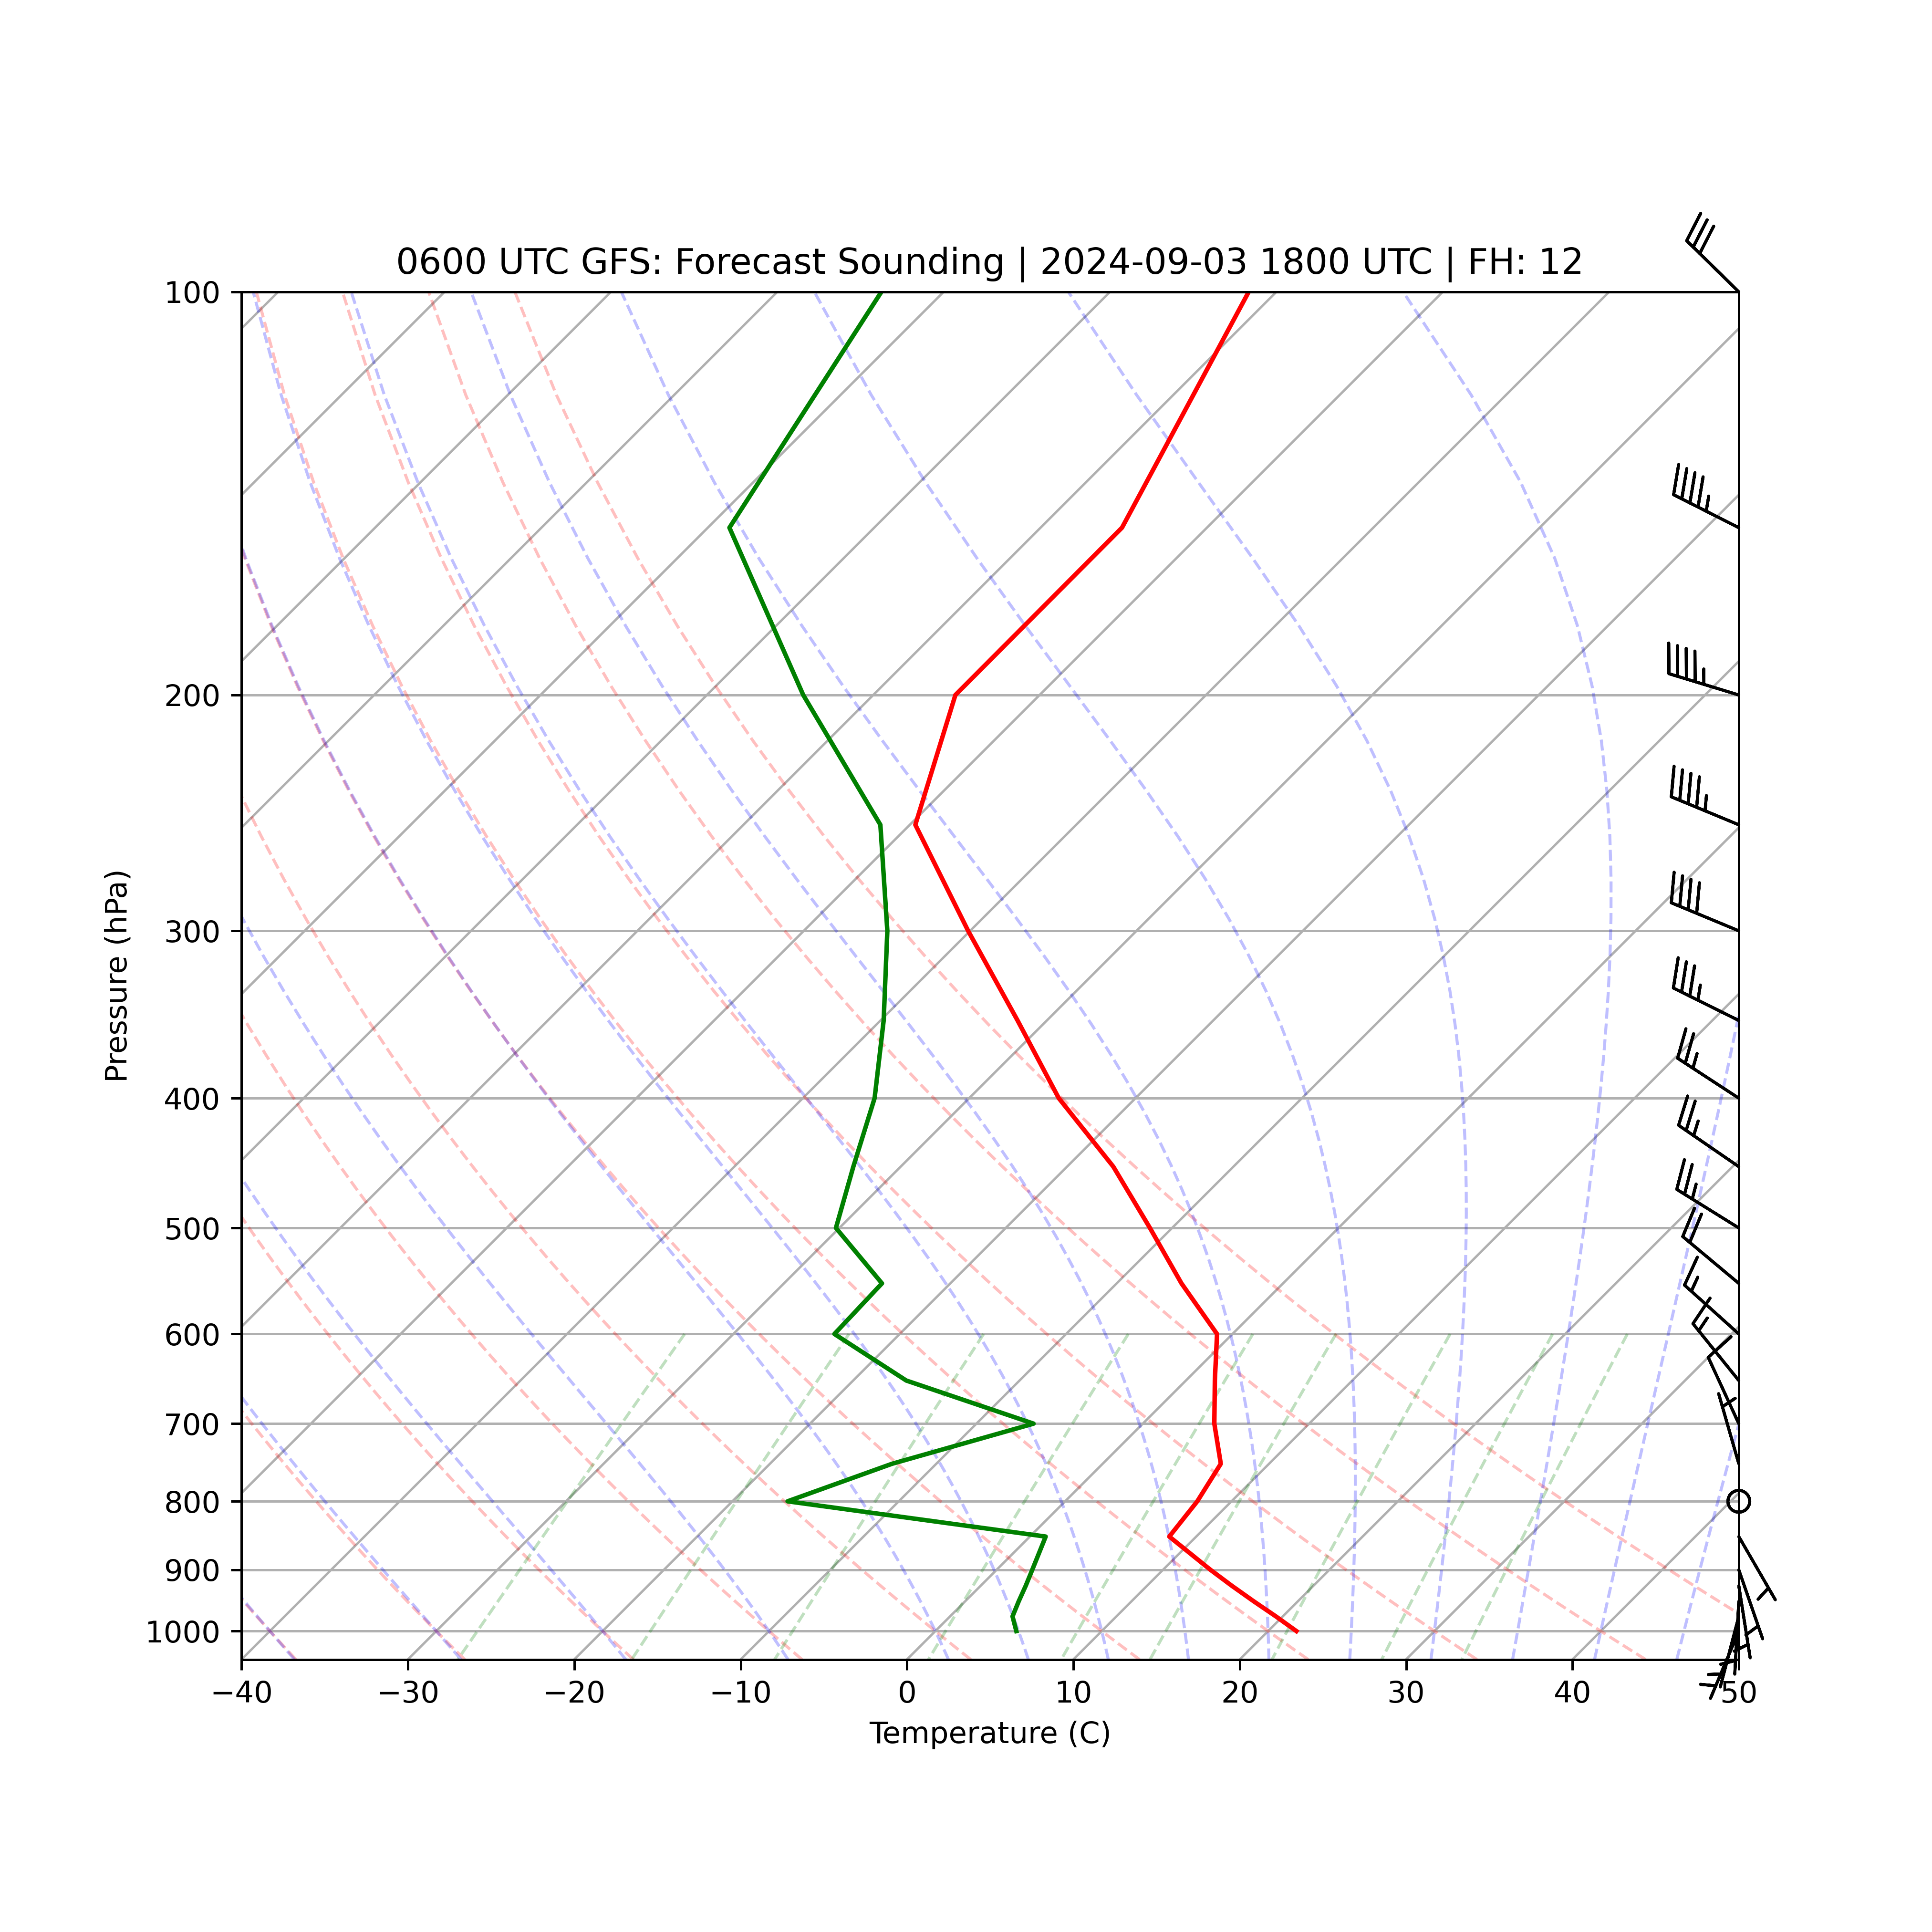 0600 UTC GFS: Forecast Sounding | 2024-09-03 1800 UTC | FH: 12
100
200
300
400
500
600
700
800
900
1000
Pressure (hPa)
−40 −30 −20 −10 0 10 20 30 40 50
Temperature (C)